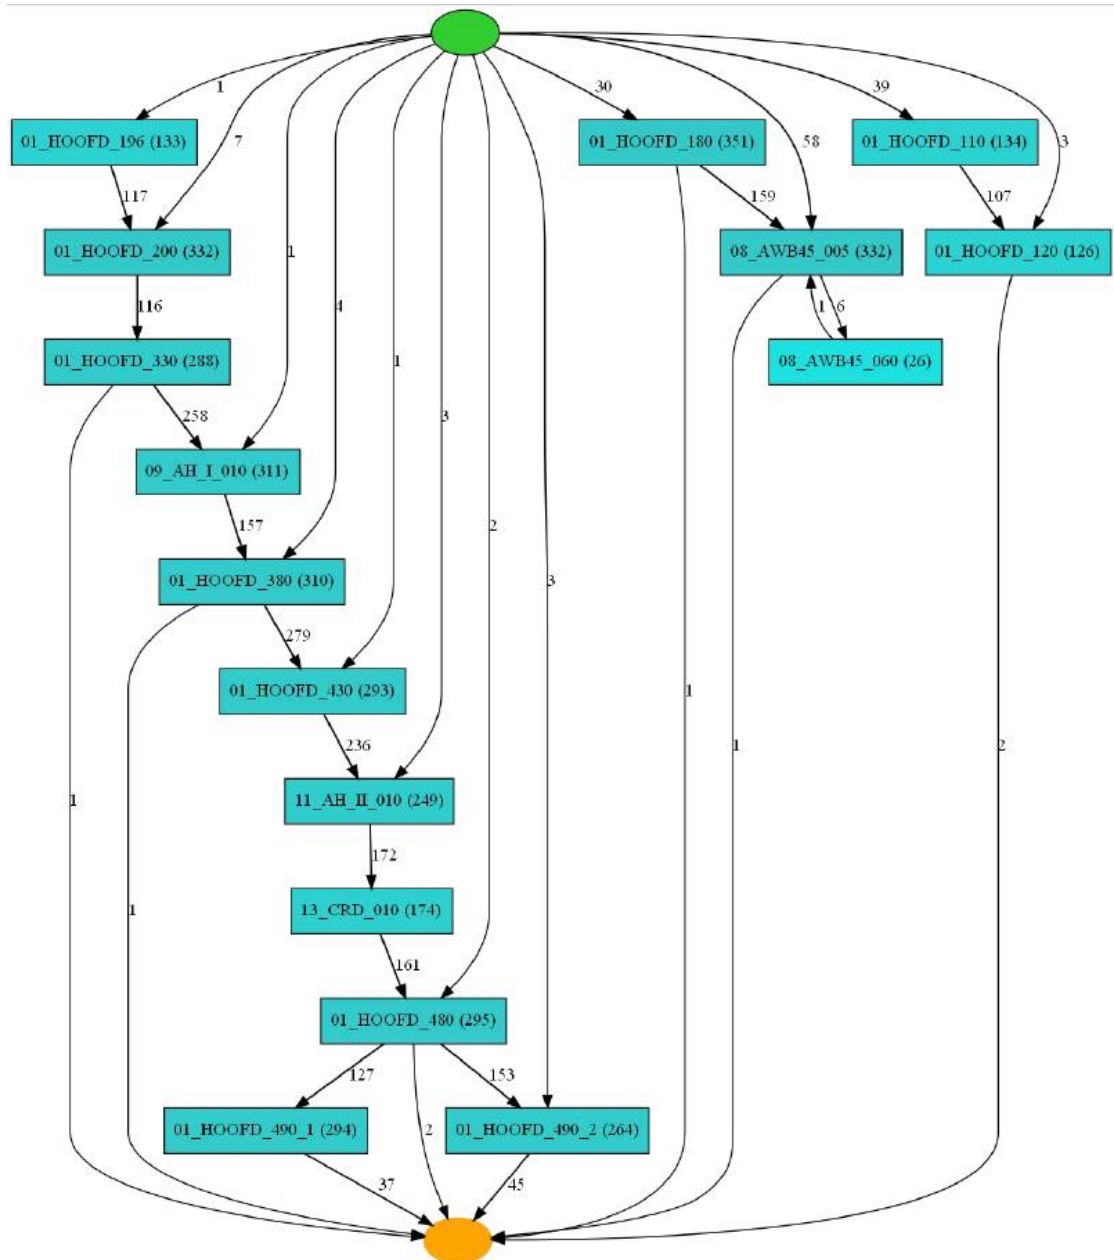 30
39
1
01_HOOFD_196 (133)
7
01_HOOFD_180 (351)
58
01_HOOFD_110 (134)
3
117
159
107
01_HOOFD_200 (332)
1
08_AWB45_005 (332)
01_HOOFD_120 (126)
116
4
1
6
01_HOOFD_330 (288)
1
08_AWB45_060 (26)
258
3
09_AH_I_010 (311)
157
2
01_HOOFD_380 (310)
3
279
01_HOOFD_430 (293)
1
236
1
2
11_AH_II_010 (249)
1
172
13_CRD_010 (174)
1
161
01_HOOFD_480 (295)
127
153
01_HOOFD_490_1 (294)
2
01_HOOFD_490_2 (264)
37
45